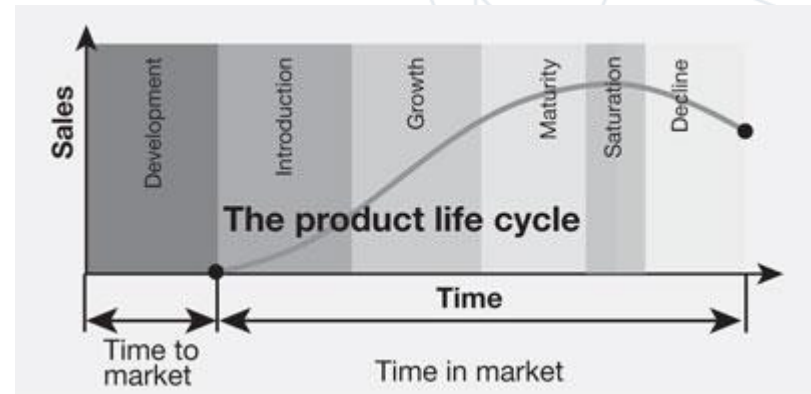 Sales
Development
Introduction
Growth
Maturity
Saturation
Decline
The product life cycle
Time
Time to
market
Time in market